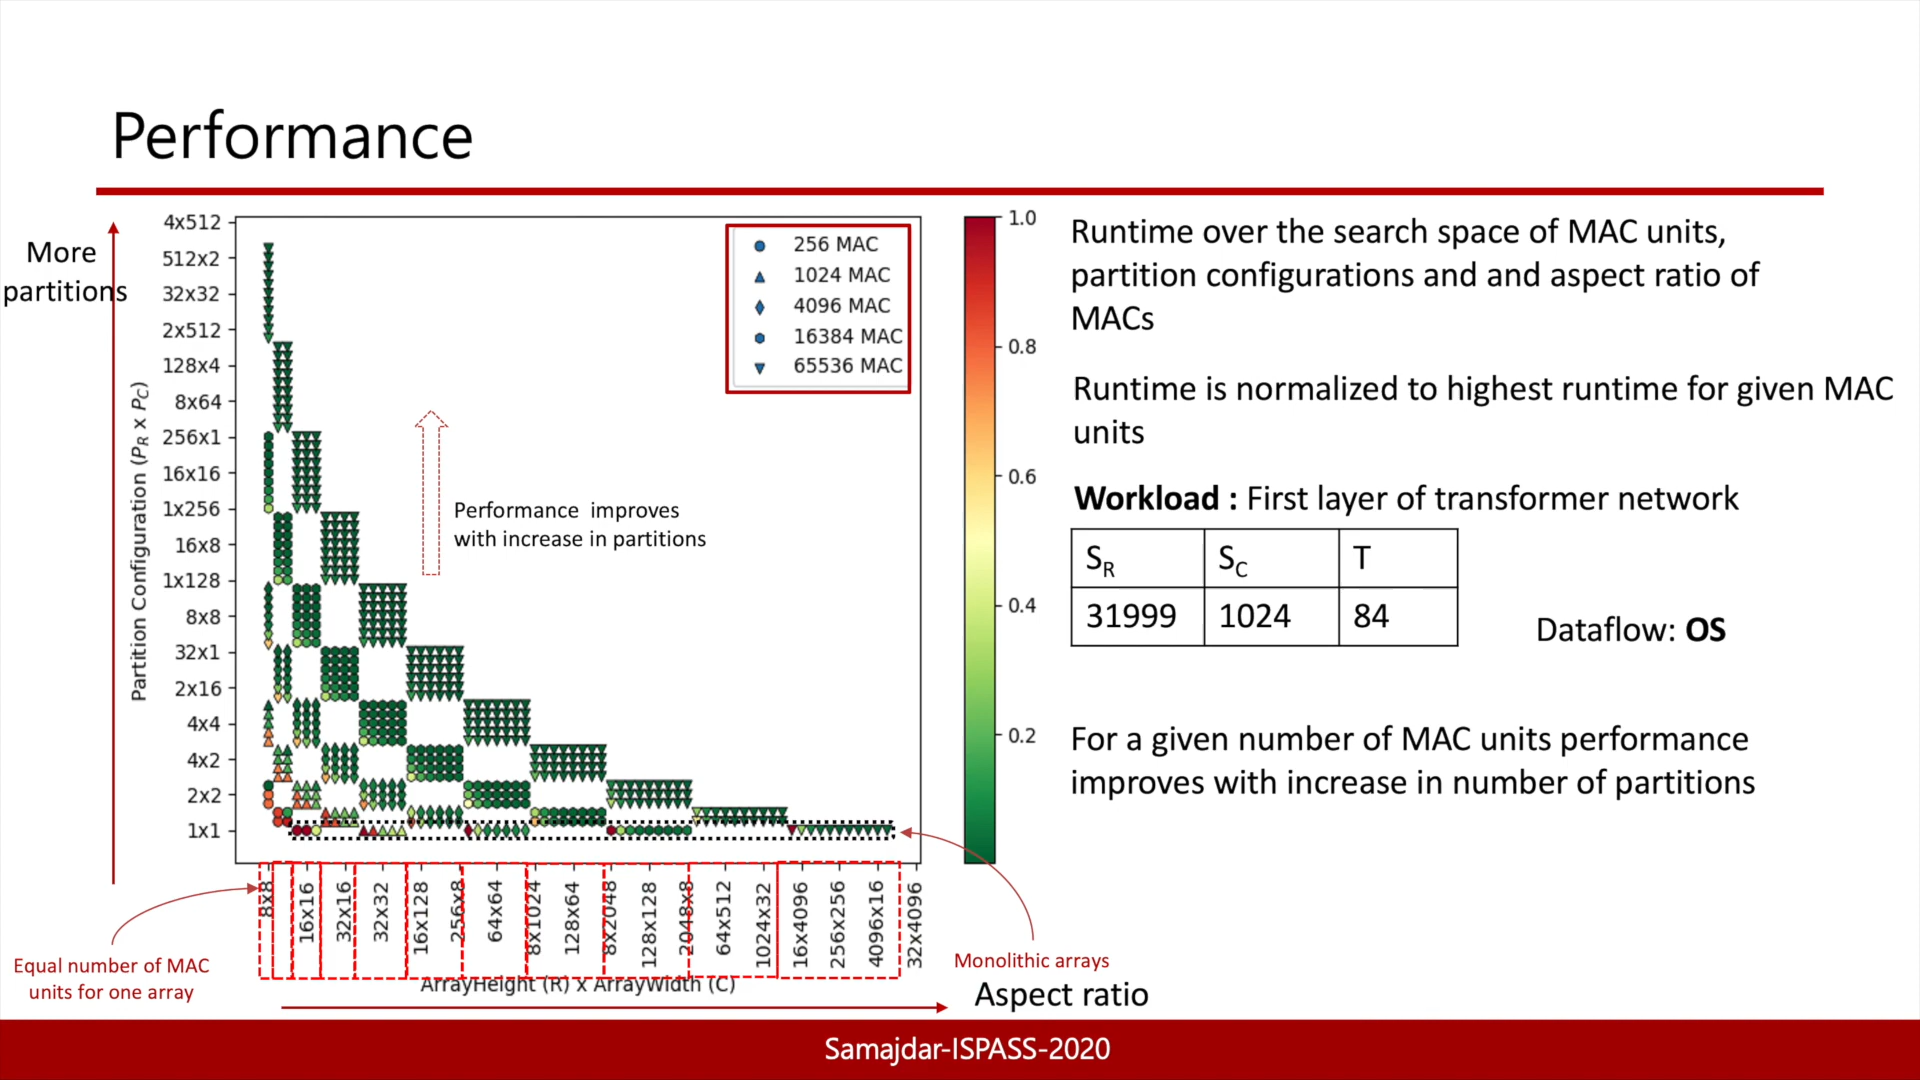 Performance
More
partitions
Partition Configuration (P_R x P_C)
4x512
512x2
32x32
2x512
128x4
8x64
256x1
16x16
1x256
16x8
1x128
8x8
32x1
2x16
4x4
4x2
2x2
1x1
256 MAC
1024 MAC
4096 MAC
16384 MAC
65536 MAC
Performance improves
with increase in partitions
1.0
0.8
0.6
0.4
0.2
8x8
16x16
32x16
32x32
16x128
256x8
64x64
8x1024
128x64
8x2048
128x128
2048x8
64x512
1024x32
16x4096
256x256
4096x16
32x4096
ArrayHeight (R) x ArrayWidth (C)
Equal number of MAC
units for one array
Monolithic arrays
Aspect ratio
Runtime over the search space of MAC units,
partition configurations and and aspect ratio of
MACs
Runtime is normalized to highest runtime for given MAC
units
Workload : First layer of transformer network
S_R S_C T
31999 1024 84
Dataflow: OS
For a given number of MAC units performance
improves with increase in number of partitions
Samajdar-ISPASS-2020